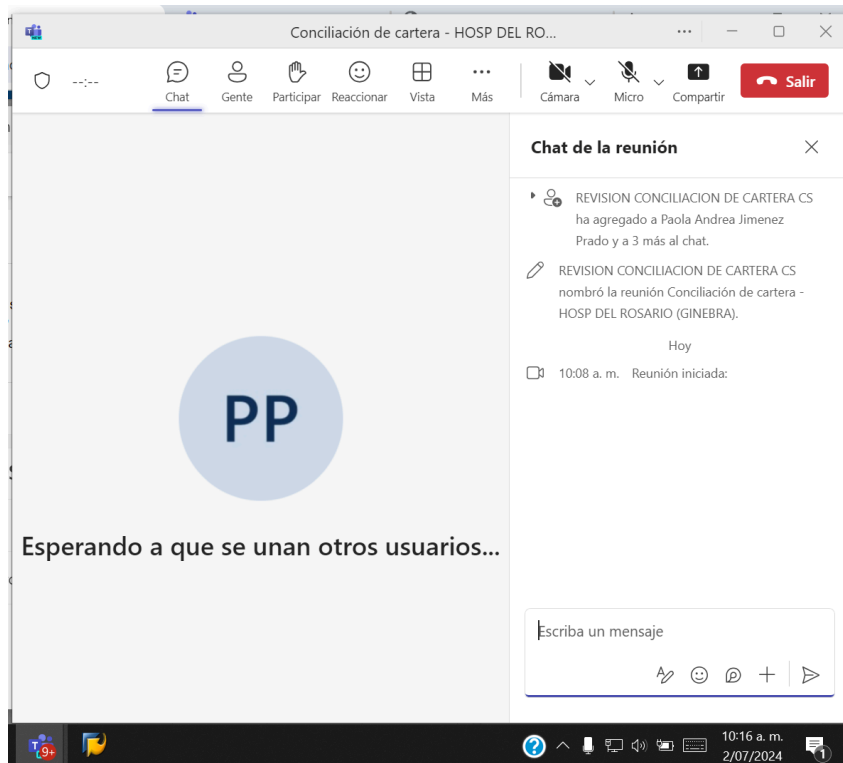 Conciliación de cartera - HOSP DEL RO...
--:--
Chat
Gente
Participar
Reaccionar
Vista
Más
Cámara
Micro
Compartir
Salir
Chat de la reunión
REVISION CONCILIACION DE CARTERA CS
ha agregado a Paola Andrea Jimenez
Prado y a 3 más al chat.
REVISION CONCILIACION DE CARTERA CS
nombró la reunión Conciliación de cartera -
HOSP DEL ROSARIO (GINEBRA).
Hoy
10:08 a. m. Reunión iniciada:
PP
Esperando a que se unan otros usuarios...
Escriba un mensaje
T
9+
10:16 a. m.
2/07/2024
1